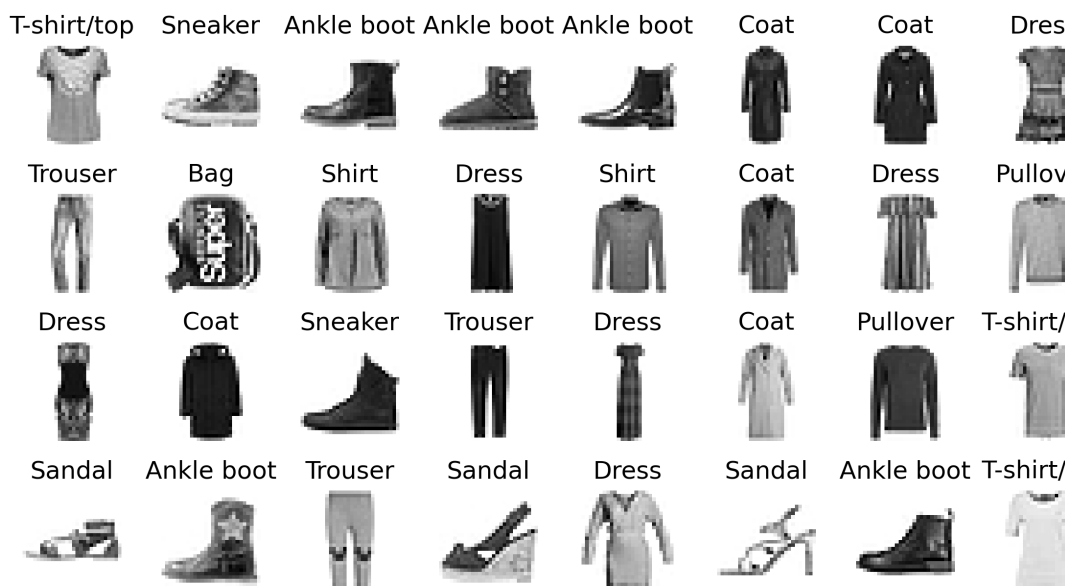 T-shirt/top Sneaker Ankle boot Ankle boot Ankle boot Coat Coat Dres
Trouser Bag Shirt Dress Shirt Coat Dress Pullov
Super
Dress Coat Sneaker Trouser Dress Coat Pullover T-shirt/
Sandal Ankle boot Trouser Sandal Dress Sandal Ankle boot T-shirt/